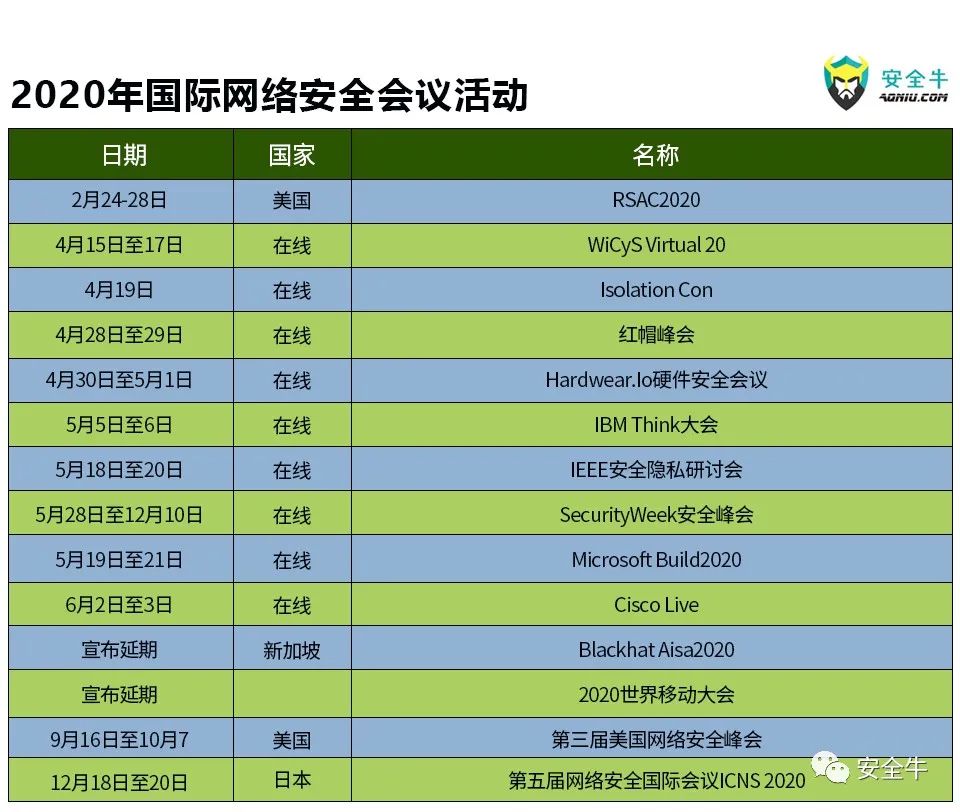 安全牛
AQNIU.COM
2020年国际网络安全会议活动
日期 国家 名称
2月24-28日 美国 RSAC2020
4月15日至17日 在线 WiCyS Virtual 20
4月19日 在线 Isolation Con
4月28日至29日 在线 红帽峰会
4月30日至5月1日 在线 Hardwear.Io硬件安全会议
5月5日至6日 在线 IBM Think大会
5月18日至20日 在线 IEEE安全隐私研讨会
5月28日至12月10日 在线 SecurityWeek安全峰会
5月19日至21日 在线 Microsoft Build2020
6月2日至3日 在线 Cisco Live
宣布延期 新加坡 Blackhat Aisa2020
宣布延期 2020世界移动大会
9月16日至10月7 美国 第三届美国网络安全峰会
12月18日至20日 日本 第五届网络安全国际会议ICNS 2020
安全牛